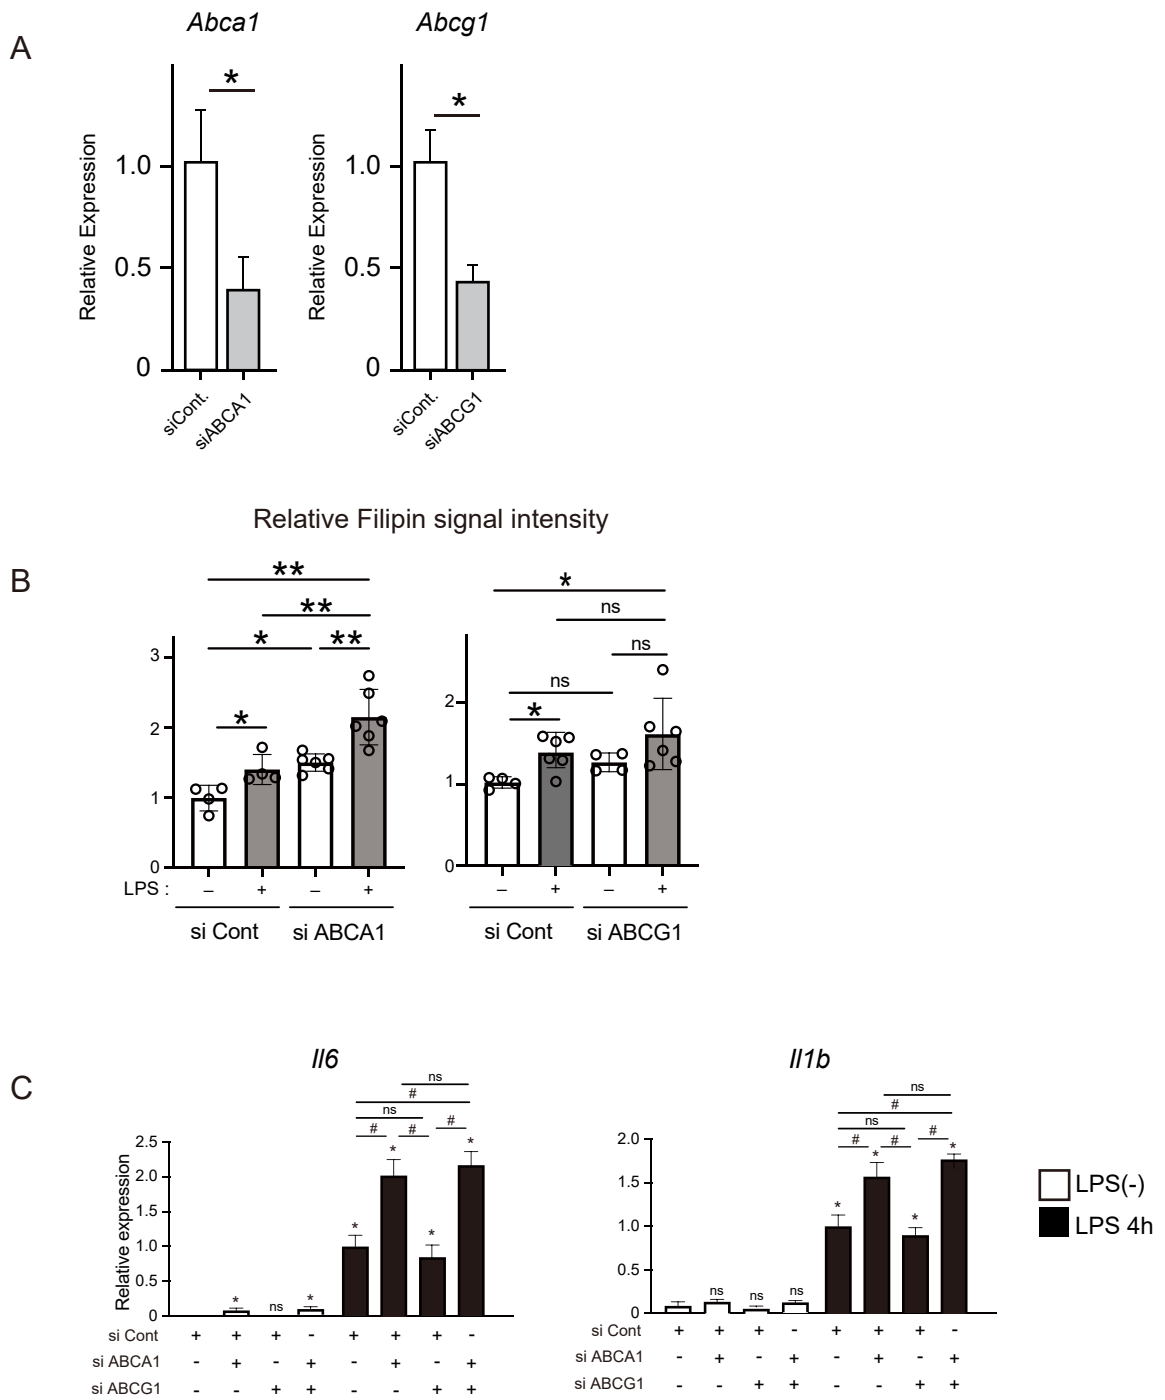 A
Abca1
Abcg1
*
*
Relative Expression
1.0
0.5
0
siCont.
siABCA1
Relative Expression
1.0
0.5
0
siCont.
siABCG1
Relative Filipin signal intensity
B
**
**
*
**
*
3
2
1
0
*
ns
ns
ns
*
2
1
0
LPS : – + – +
– + – +
si Cont si ABCA1
si Cont si ABCG1
C
Il6
Il1b
ns
#
ns
# # #
* * * *
* ns *
Relative expression
2.5
2.0
1.5
1.0
0.5
0
si Cont + + + - + + + -
si ABCA1 - + - + - + - +
si ABCG1 - - + + - - + +
ns
#
ns
# # #
* * * *
ns ns ns
2.0
1.5
1.0
0.5
0
si Cont + + + - + + + -
si ABCA1 - + - + - + - +
si ABCG1 - - + + - - + +
LPS(-)
LPS 4h